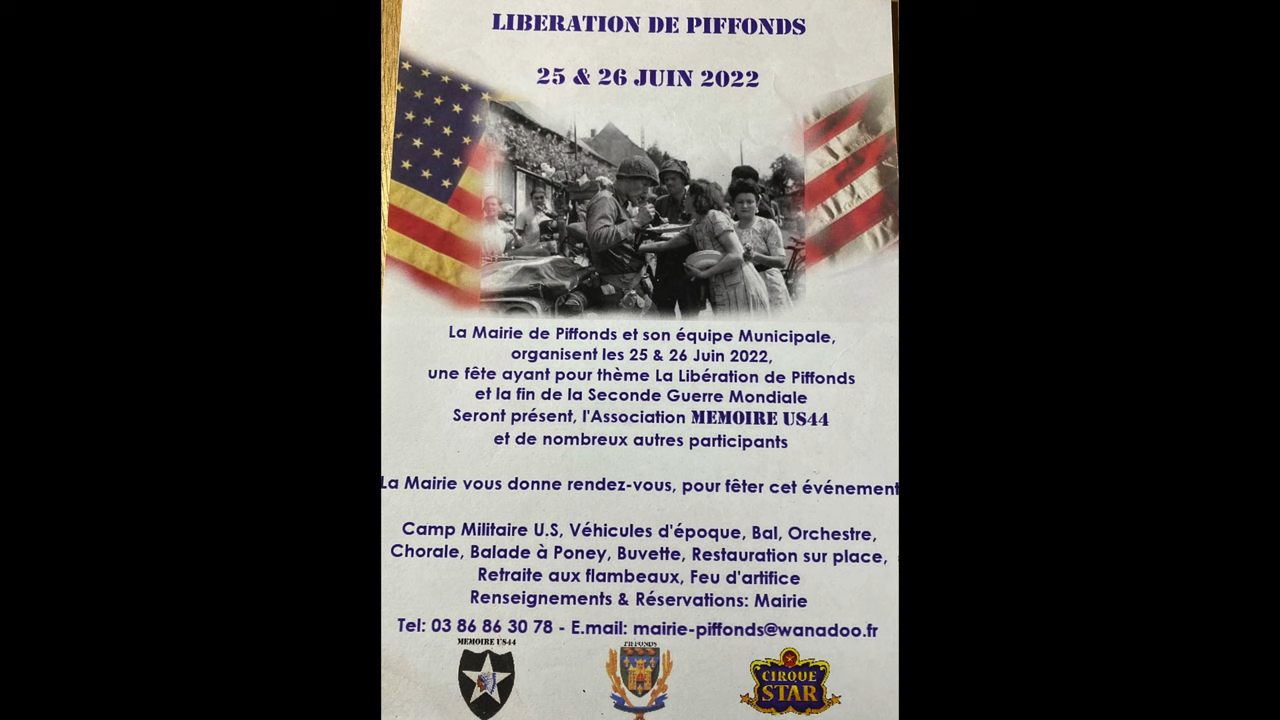 LIBERATION DE PIFFONDS
25 & 26 JUIN 2022
La Mairie de Piffonds et son équipe Municipale,
organisent les 25 & 26 Juin 2022,
une fête ayant pour thème La Libération de Piffonds
et la fin de la Seconde Guerre Mondiale
Seront présent, l'Association MEMOIRE US44
et de nombreux autres participants
La Mairie vous donne rendez-vous, pour fêter cet événement
Camp Militaire U.S, Véhicules d'époque, Bal, Orchestre,
Chorale, Balade à Poney, Buvette, Restauration sur place,
Retraite aux flambeaux, Feu d'artifice
Renseignements & Réservations: Mairie
Tel: 03 86 86 30 78 - E.mail: mairie-piffonds@wanadoo.fr
MEMOIRE US44
PIFFONDS
CIRQUE
STAR